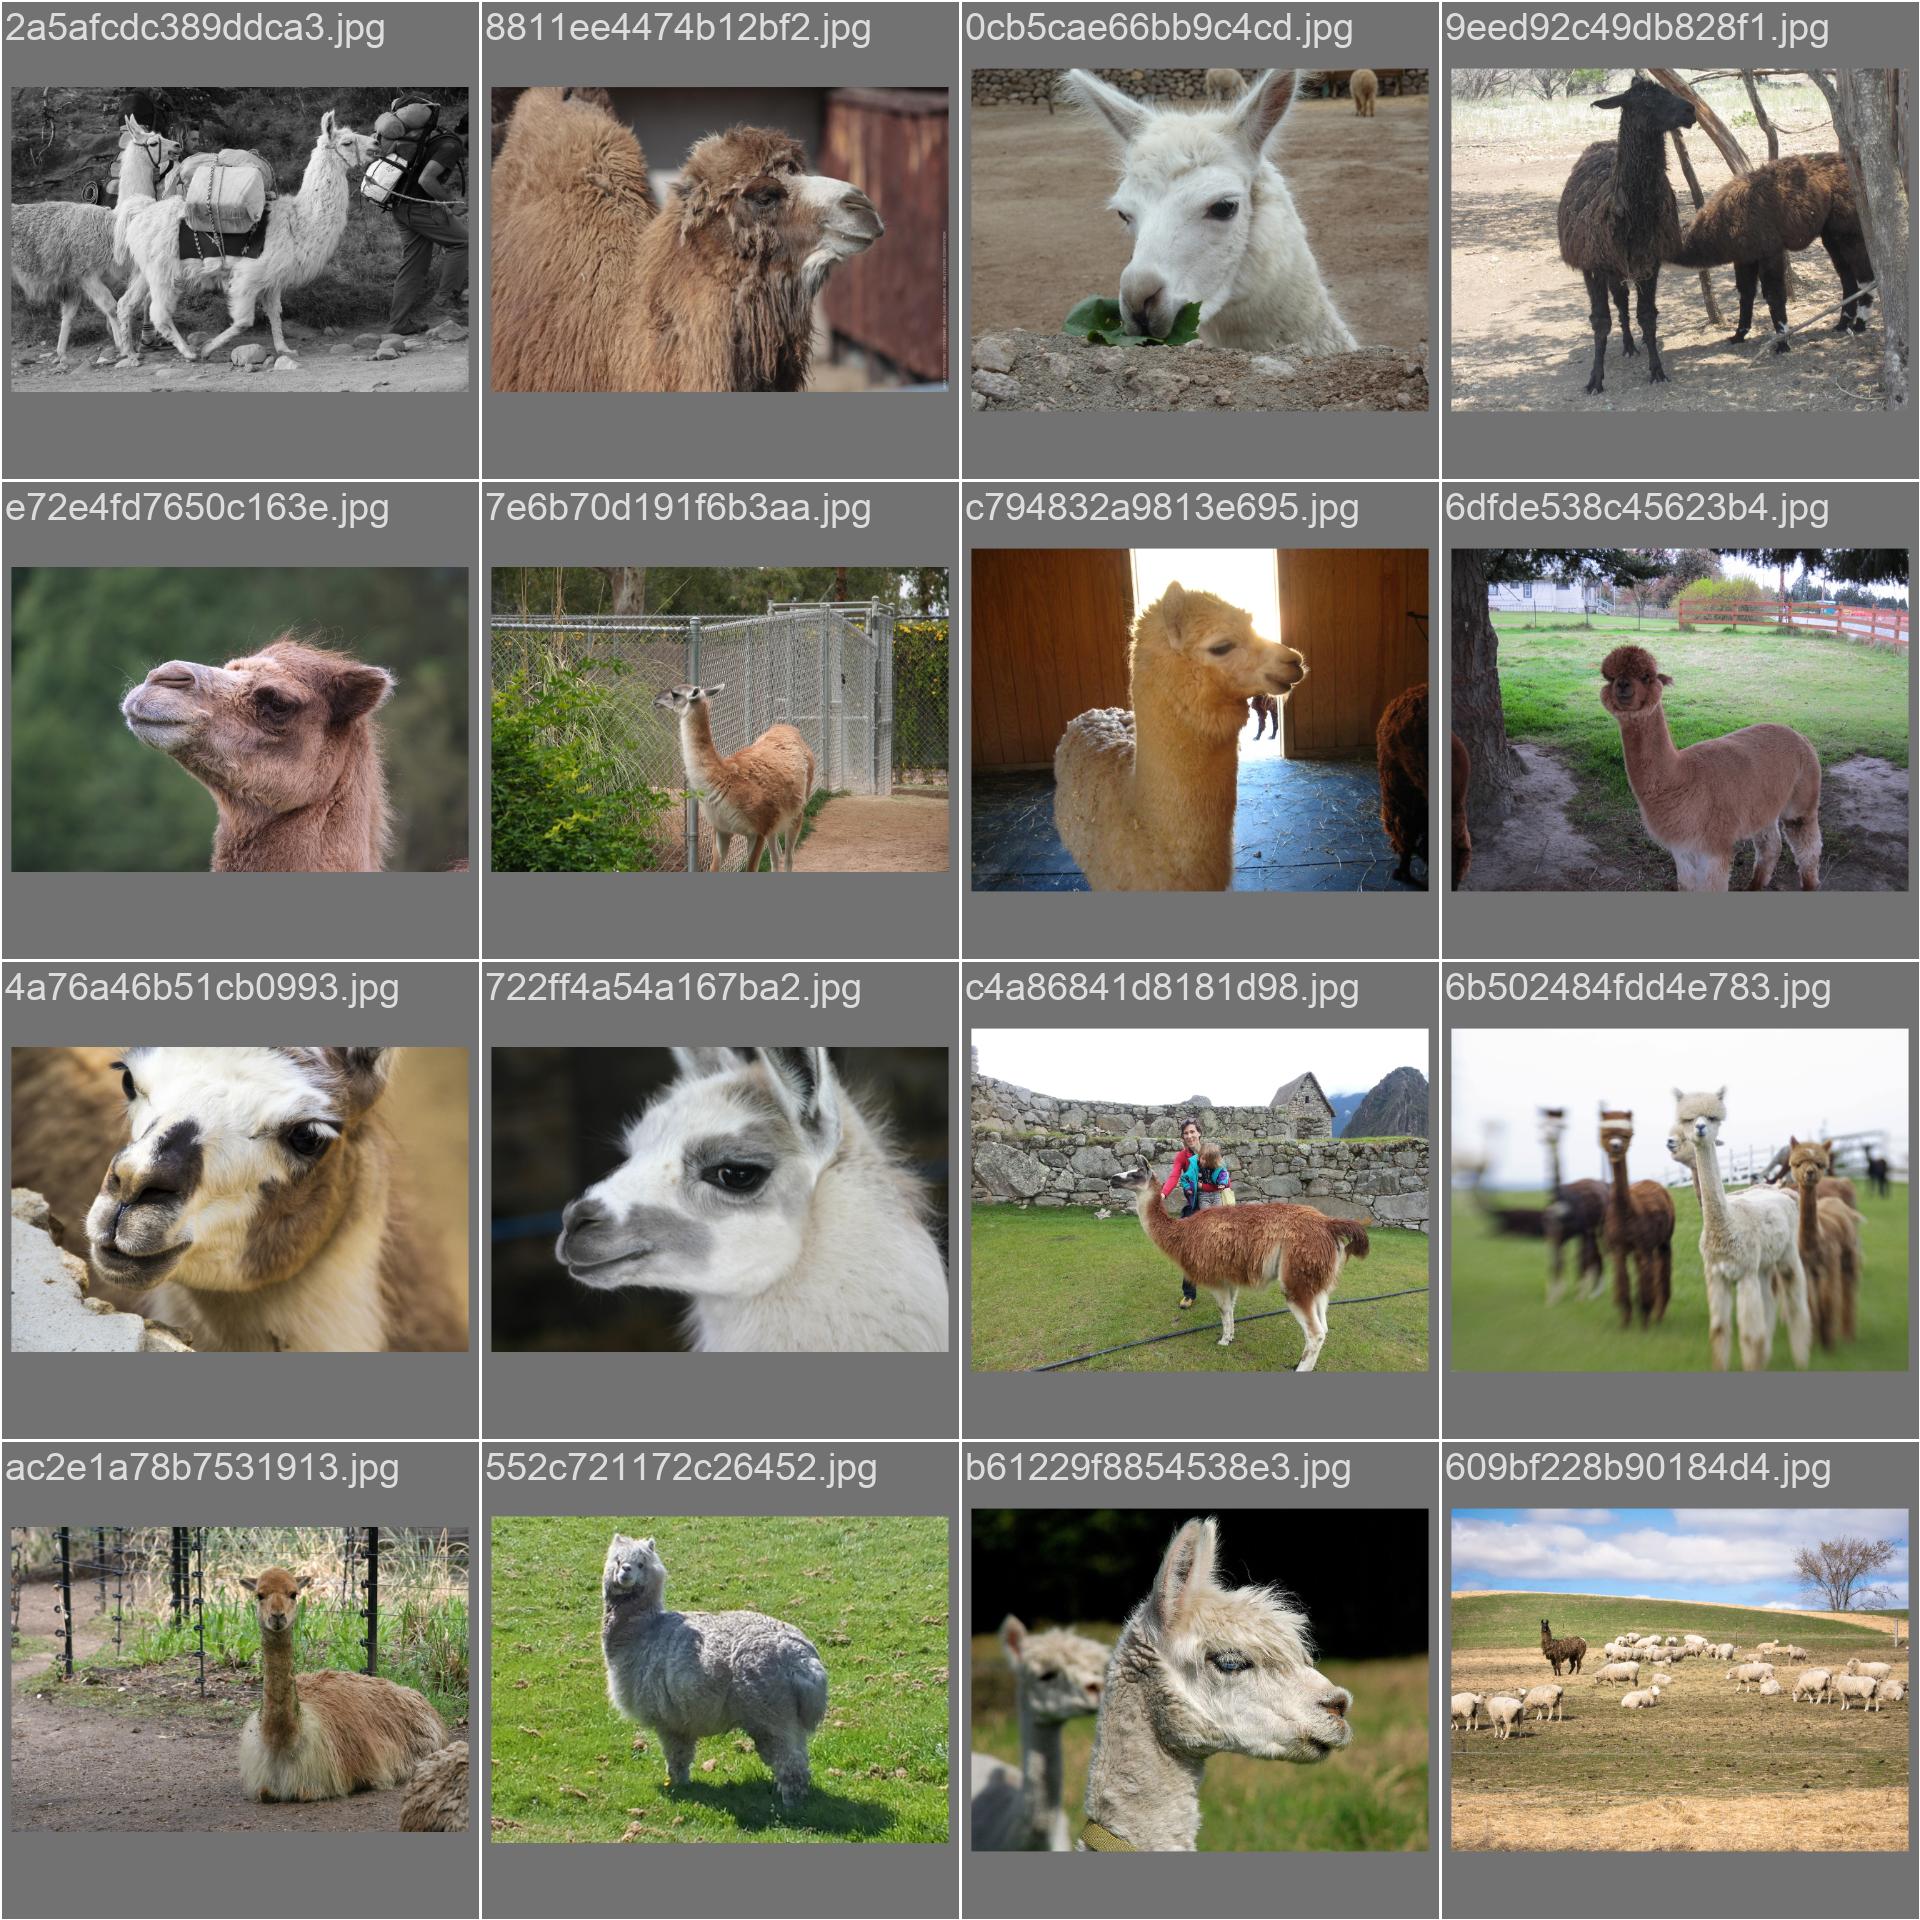 2a5afcdc389ddca3.jpg
8811ee4474b12bf2.jpg
0cb5cae66bb9c4cd.jpg
9eed92c49db828f1.jpg
e72e4fd7650c163e.jpg
7e6b70d191f6b3aa.jpg
c794832a9813e695.jpg
6dfde538c45623b4.jpg
4a76a46b51cb0993.jpg
722ff4a54a167ba2.jpg
c4a86841d8181d98.jpg
6b502484fdd4e783.jpg
ac2e1a78b7531913.jpg
552c721172c26452.jpg
b61229f8854538e3.jpg
609bf228b90184d4.jpg